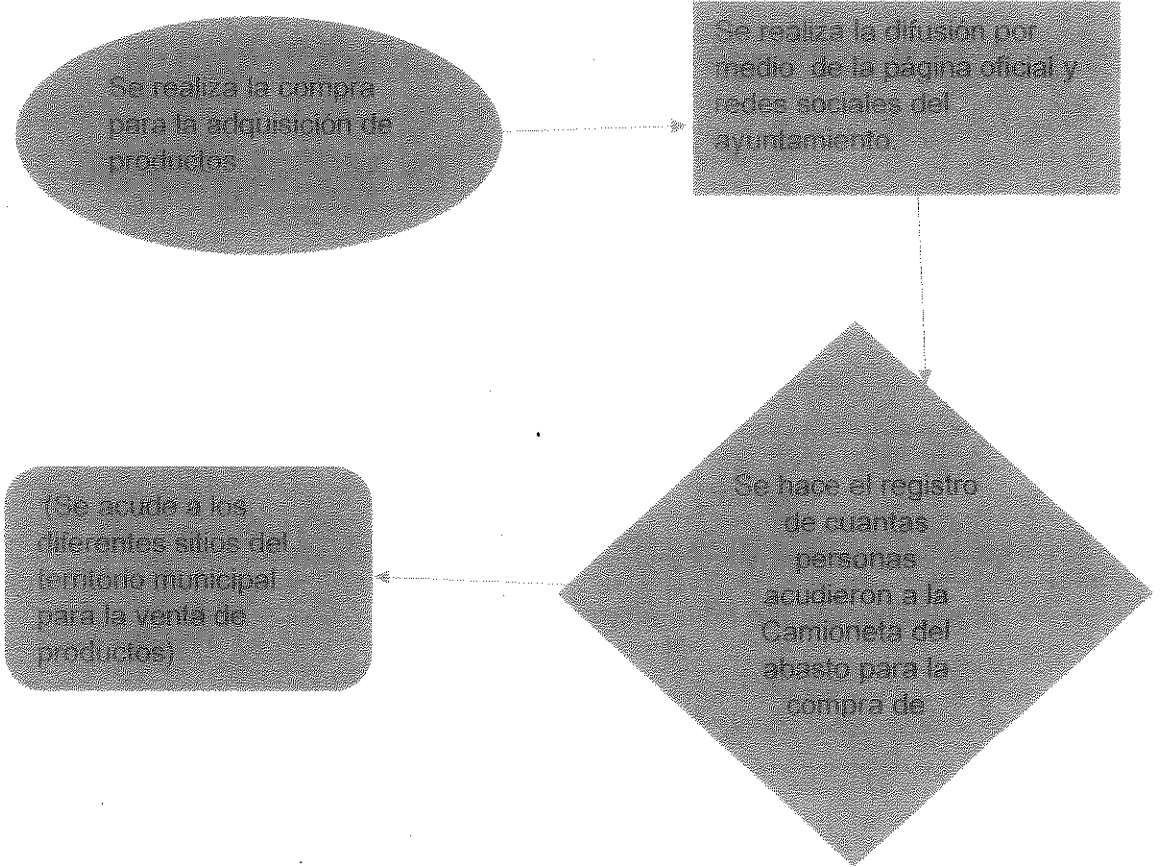 Se realiza la compra
para la adquisición de
productos
Se realiza la difusión por
medio de la página oficial y
redes sociales del
ayuntamiento.
Se hace el registro
de cuantas
personas
acudieron a la
Camioneta del
abasto para la
compra de
(Se acude a los
diferentes sitios del
territorio municipal
para la venta de
productos)